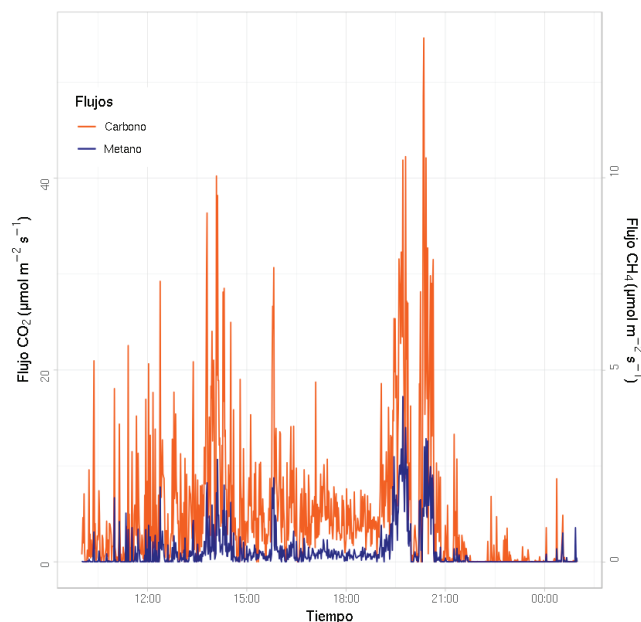 Flujos
Carbono
Metano
Flujo CO₂ (µmol m⁻² s⁻¹)
0
20
40
Flujo CH₄ (µmol m⁻² s⁻¹)
0
5
10
12:00 15:00 18:00 21:00 00:00
Tiempo